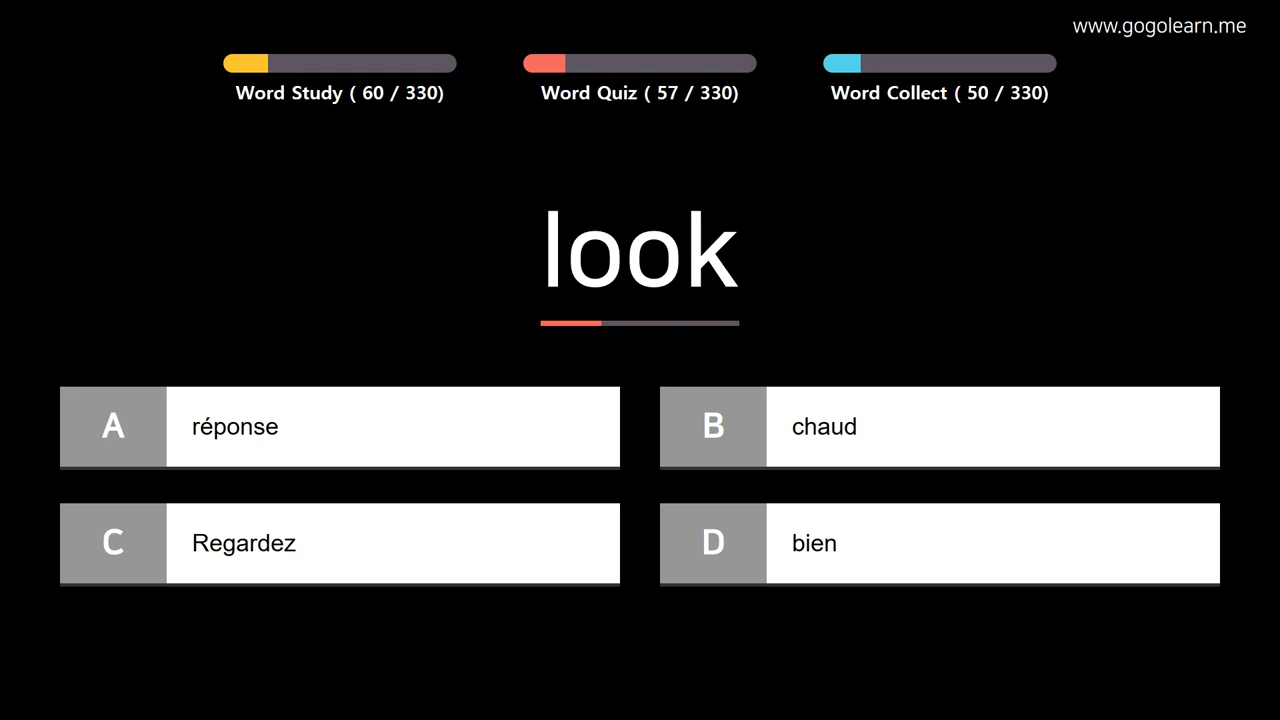 www.gogolearn.me
Word Study ( 60 / 330)
Word Quiz ( 57 / 330)
Word Collect ( 50 / 330)
look
A réponse
B chaud
C Regardez
D bien